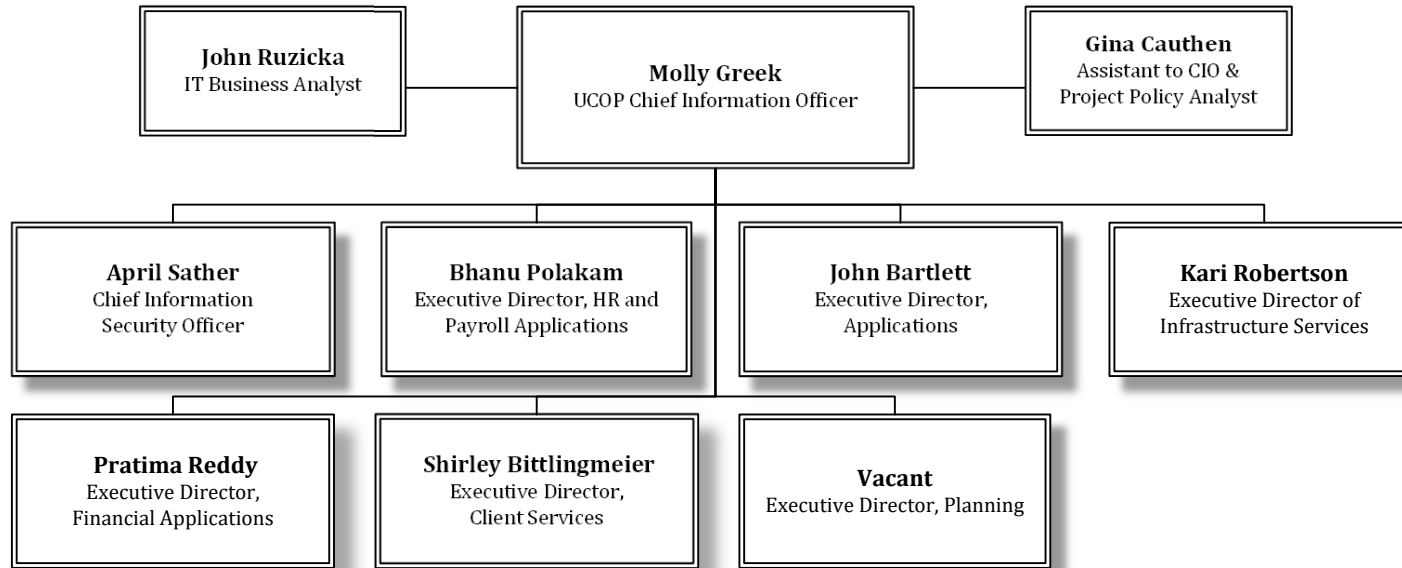 John Ruzicka
IT Business Analyst
Molly Greek
UCOP Chief Information Officer
Gina Cauthen
Assistant to CIO &
Project Policy Analyst
April Sather
Chief Information
Security Officer
Bhanu Polakam
Executive Director, HR and
Payroll Applications
John Bartlett
Executive Director,
Applications
Kari Robertson
Executive Director of
Infrastructure Services
Pratima Reddy
Executive Director,
Financial Applications
Shirley Bittlingmeier
Executive Director,
Client Services
Vacant
Executive Director, Planning